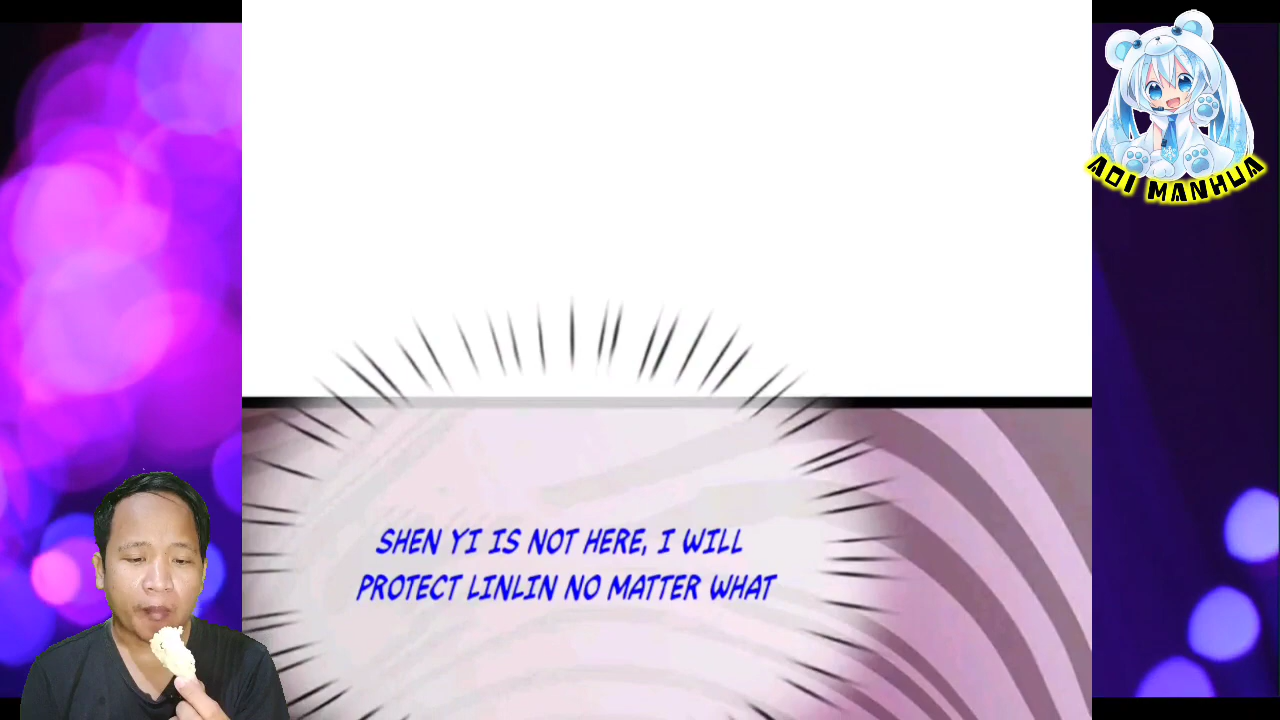 AOI MANHUA
SHEN YI IS NOT HERE, I WILL
PROTECT LINLIN NO MATTER WHAT